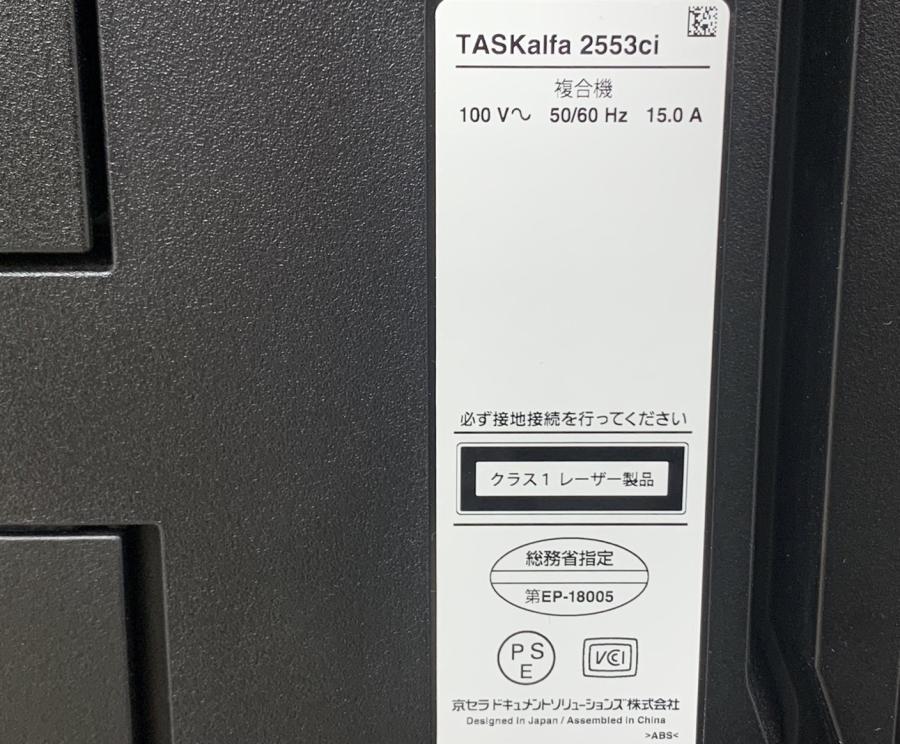 TASKalfa 2553ci
複合機
100 V〜 50/60 Hz 15.0 A
必ず接地接続を行ってください
クラス1 レーザー製品
総務省指定
第EP-18005
PSE
VCCI
京セラドキュメントソリューションズ株式会社
Designed in Japan / Assembled in China
>ABS<